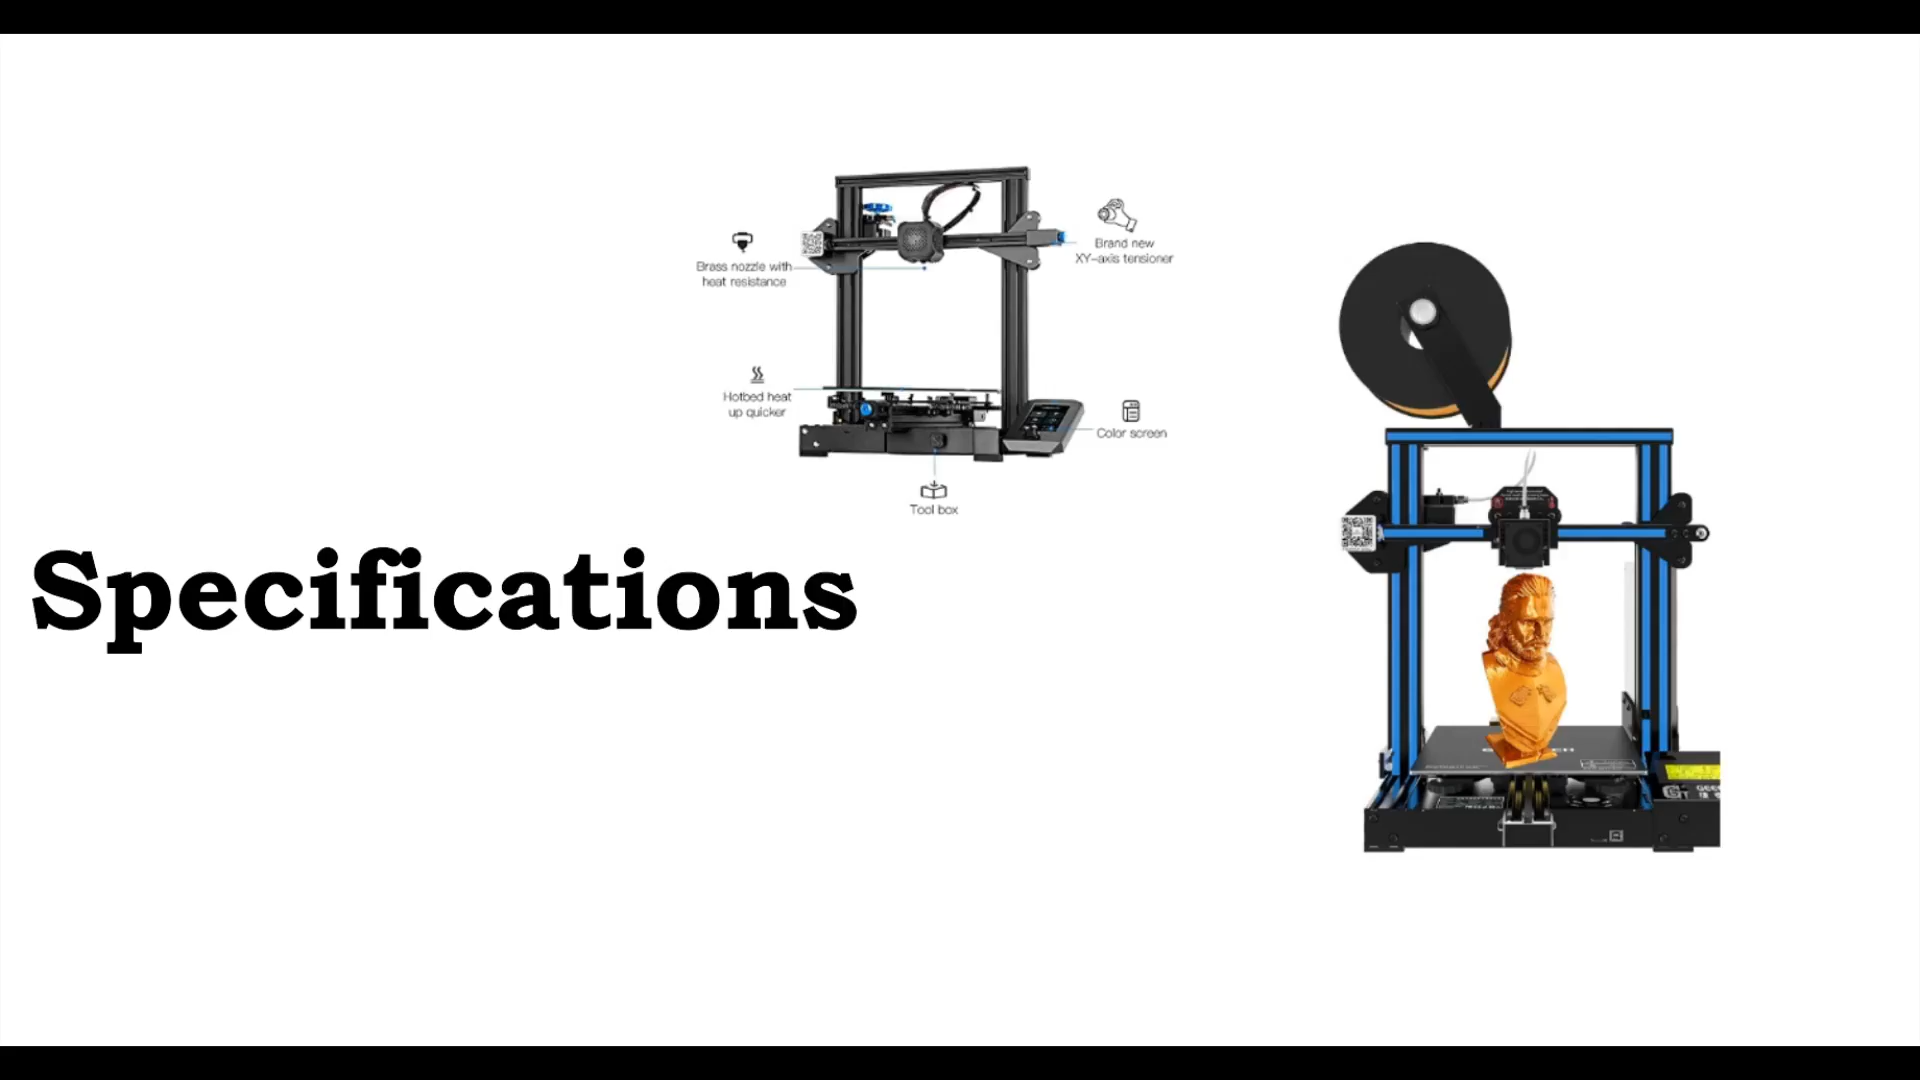 Brass nozzle with
heat resistance
Brand new
XY-axis tensioner
Hotbed heat
up quicker
Color screen
Tool box
Specifications